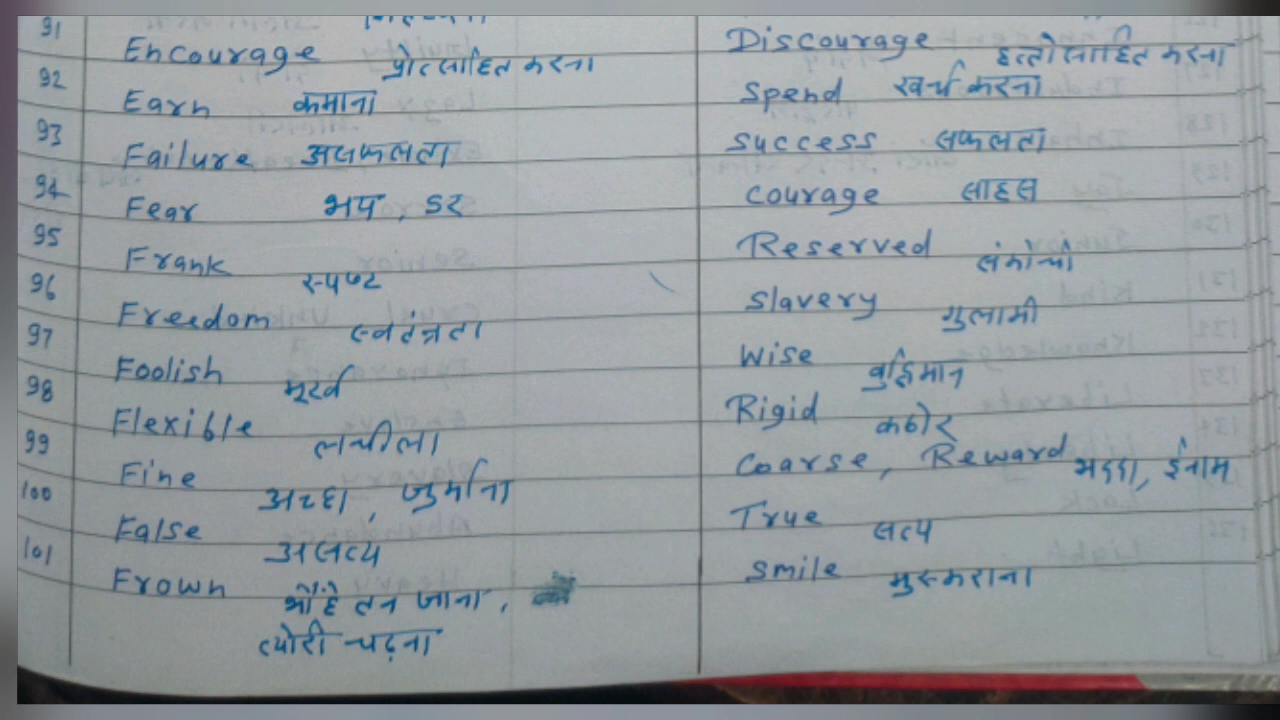 91 Encourage प्रोत्साहित करना Discourage हत्तोत्साहित करना
92 Earn कमाना Spend खर्च करना
93 Failure असफलता Success सफलता
94 Fear भय, डर Courage साहस
95 Frank स्पष्ट Reserved संकोची
96 Freedom स्वतंत्रता Slavery गुलामी
97 Foolish मूर्ख Wise बुद्धिमान
98 Flexible लचीला Rigid कठोर
99 Fine अच्छा, जुर्माना Coarse, Reward भद्दा, ईनाम
100 False असत्य True सत्य
101 Frown भौंहे तन जाना, Smile मुस्कराना
त्योरी चढ़ना